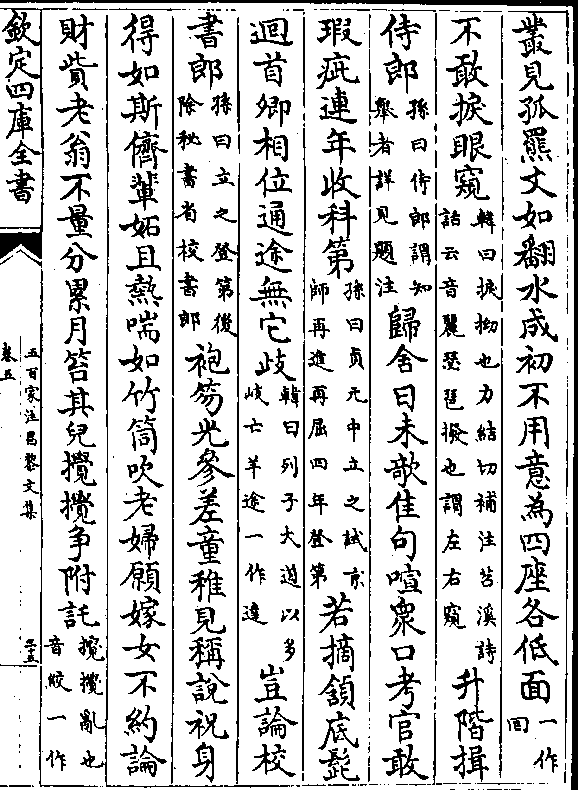 叢見孤羆文如翻水成初不用意為四座各低面一作回
不敢捩眼窺韓曰捩拗也力結切補注苕溪詩話云音麗琵琶撥也謂左右窺升階揖
侍郎孫曰侍郎謂知舉者詳見題注歸舍日未欹佳句喧衆口考官敢
瑕疵連年收科第孫曰貞元中立之試京師再進再屈四年登第若摘頷底髭
迴首卿相位通途無它歧韓曰列子大道以多歧亡羊途一作逵豈論校
書郎孫曰立之登第後除秘書省校書郎袍笏光參差童稚見稱說祝身
得如斯儕輩妬且熱喘如竹筒吹老婦願嫁女不約論
財貲老翁不量分累月笞其兒攪攪争附託攪攪亂也音絞一作
欽定四庫全書
五百家注昌黎文集
卷五